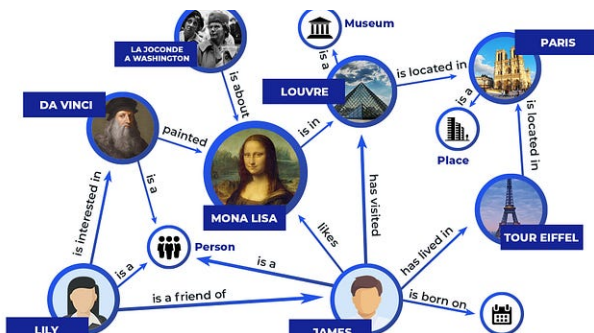 LA JOCONDE
A WASHINGTON
Museum
PARIS
is a
is located in
LOUVRE
DA VINCI
is about
is a
is located in
painted
is in
Place
is interested in
is a
MONA LISA
has visited
TOUR EIFFEL
likes
has lived in
Person
is a
is a
is a friend of
is born on
LILY
JAMES